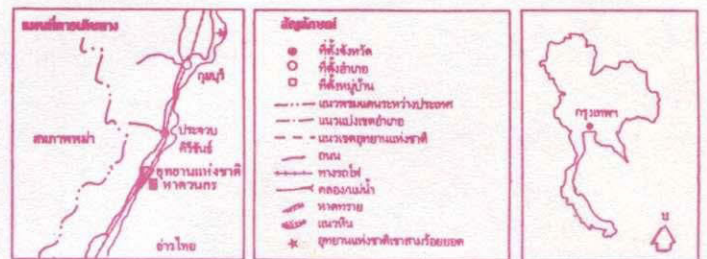 แผนที่การเดินทาง
กุยบุรี
สหภาพพม่า
ประจวบ
คีรีขันธ์
อุทยานแห่งชาติ
หาดวนกร
อ่าวไทย
สัญลักษณ์
ที่ตั้งจังหวัด
ที่ตั้งอำเภอ
ที่ตั้งหมู่บ้าน
แนวพรมแดนระหว่างประเทศ
แนวแบ่งเขตอำเภอ
แนวเขตอุทยานแห่งชาติ
ถนน
ทางรถไฟ
คลอง/แม่น้ำ
หาดทราย
แนวหิน
อุทยานแห่งชาติเขาสามร้อยยอด
กรุงเทพฯ
น